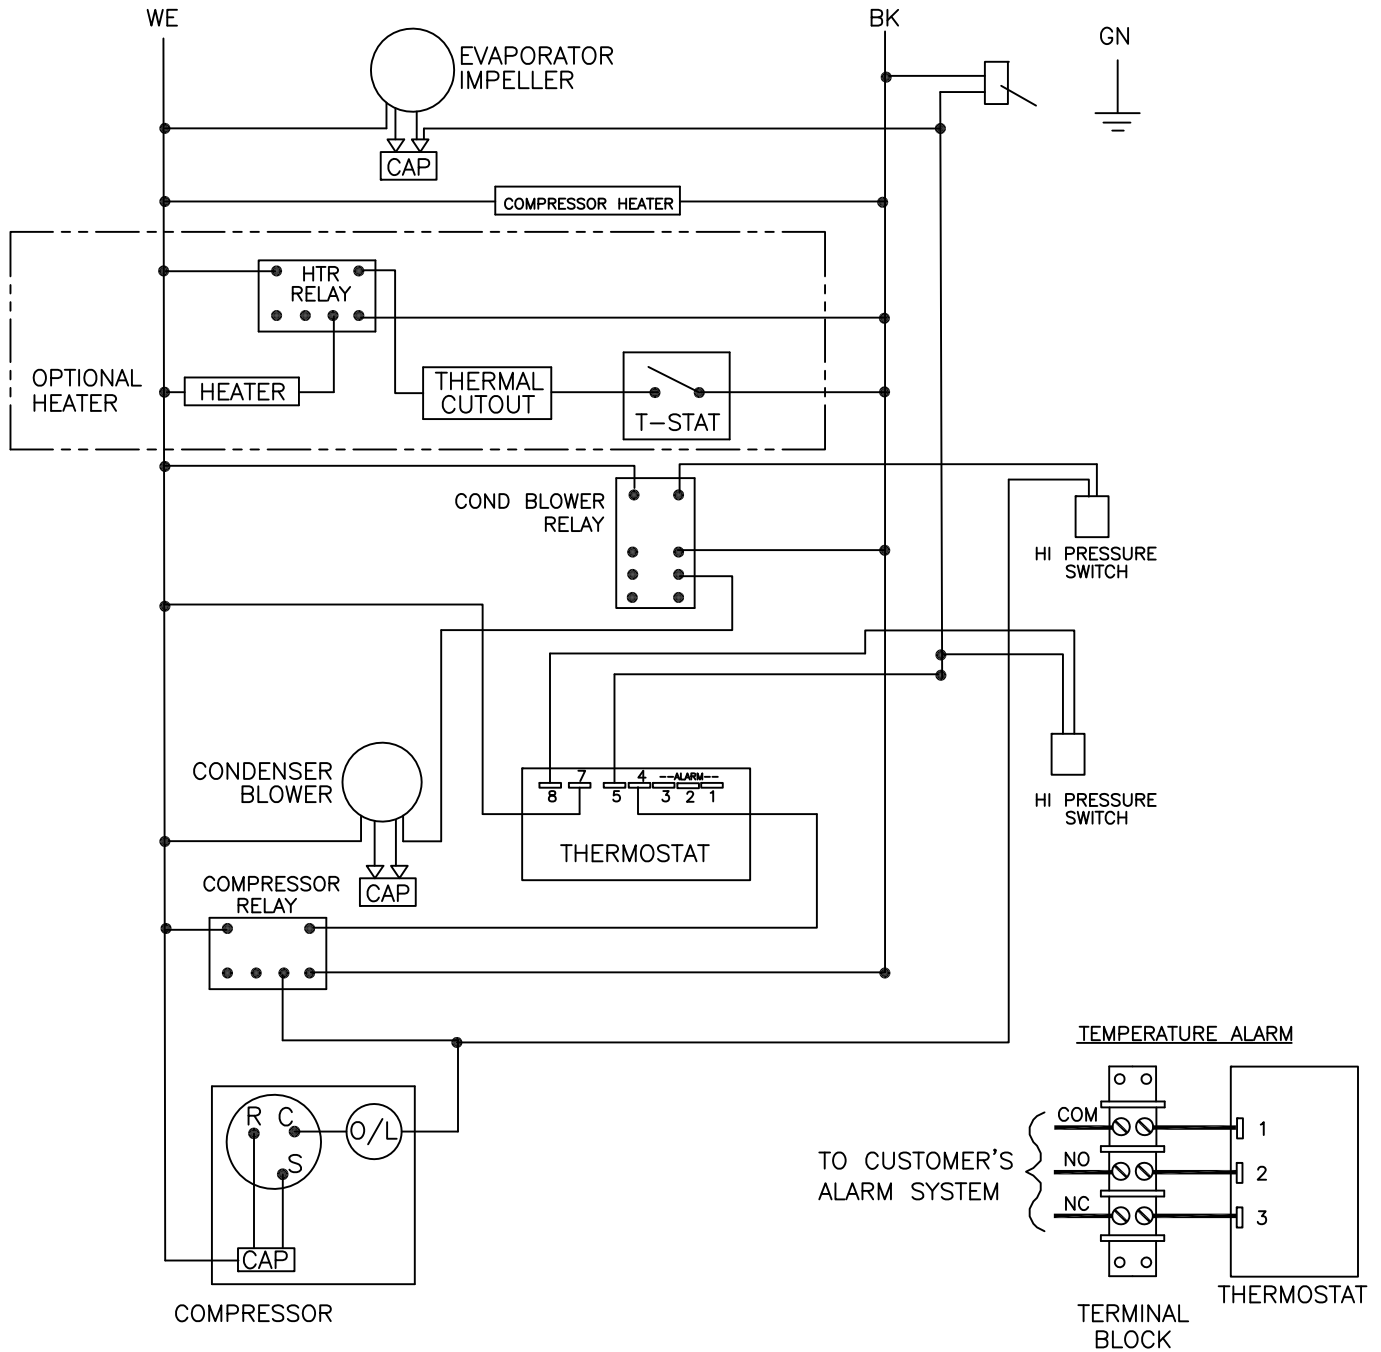 WE
BK
GN
EVAPORATOR
IMPELLER
CAP
COMPRESSOR HEATER
HTR
RELAY
OPTIONAL
HEATER
HEATER
THERMAL
CUTOUT
T-STAT
COND BLOWER
RELAY
HI PRESSURE
SWITCH
CONDENSER
BLOWER
CAP
7
4
--ALARM--
8
5
3
2
1
THERMOSTAT
HI PRESSURE
SWITCH
COMPRESSOR
RELAY
R
C
S
O/L
CAP
COMPRESSOR
TEMPERATURE ALARM
COM
1
TO CUSTOMER'S
ALARM SYSTEM
NO
2
NC
3
THERMOSTAT
TERMINAL
BLOCK